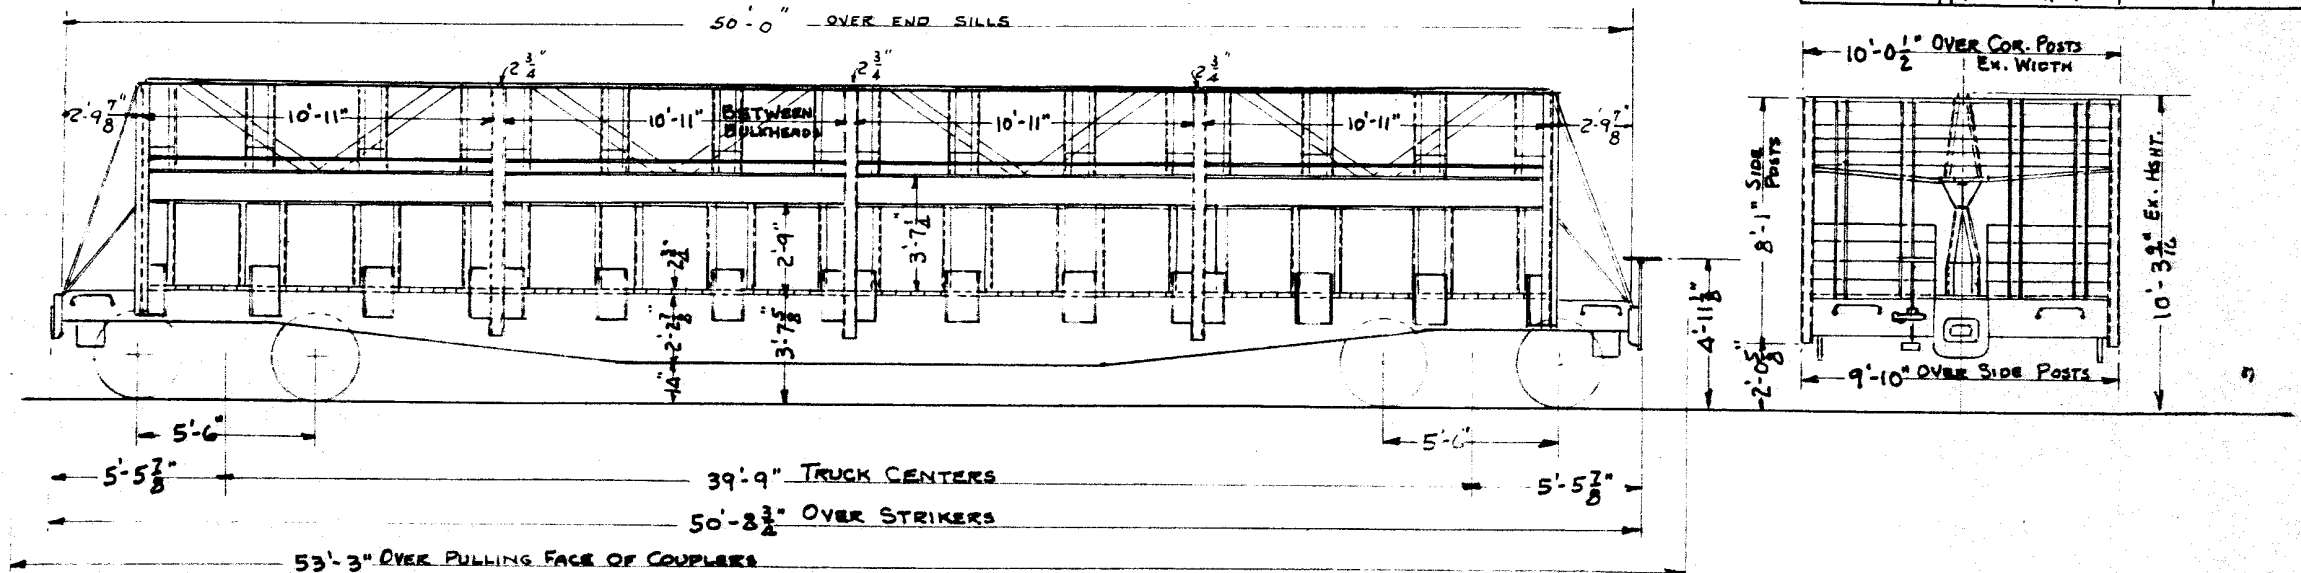 50'-0" OVER END SILLS
2 3/4"
2 3/4"
2 3/4"
2'-9 7/8"
10'-11"
10'-11"
BETWEEN
BULKHEADS
10'-11"
10'-11"
2'-9 7/8"
2 3/4"
2'-9"
3'-7 1/4"
2'-2 7/8"
3'-7 5/8"
14"
4'-11 1/8"
5'-6"
5'-6"
5'-5 7/8"
39'-9" TRUCK CENTERS
5'-5 7/8"
50'-8 3/4" OVER STRIKERS
53'-3" OVER PULLING FACE OF COUPLERS
10'-0 1/2" OVER COR. POSTS
EX. WIDTH
8'-1" SIDE
POSTS
10'-3 9/16" EX. HGHT.
2'-0 5/8"
9'-10" OVER SIDE POSTS